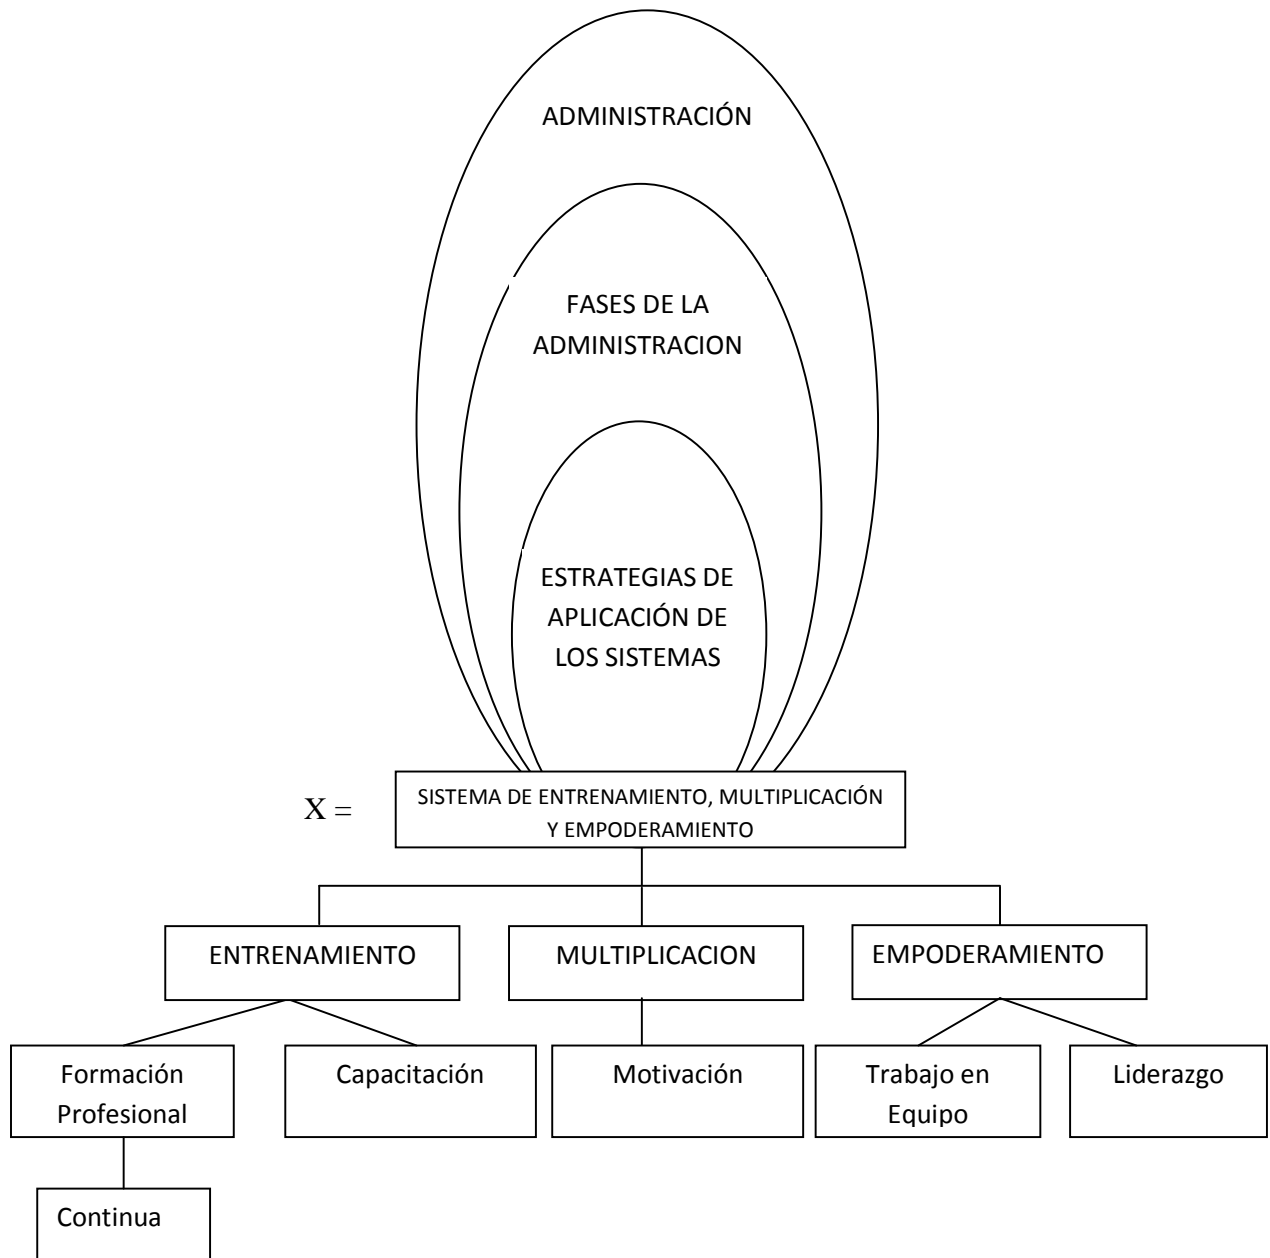 ADMINISTRACIÓN
FASES DE LA
ADMINISTRACION
ESTRATEGIAS DE
APLICACIÓN DE
LOS SISTEMAS
X =
SISTEMA DE ENTRENAMIENTO, MULTIPLICACIÓN
Y EMPODERAMIENTO
ENTRENAMIENTO
MULTIPLICACION
EMPODERAMIENTO
Formación
Profesional
Capacitación
Motivación
Trabajo en
Equipo
Liderazgo
Continua